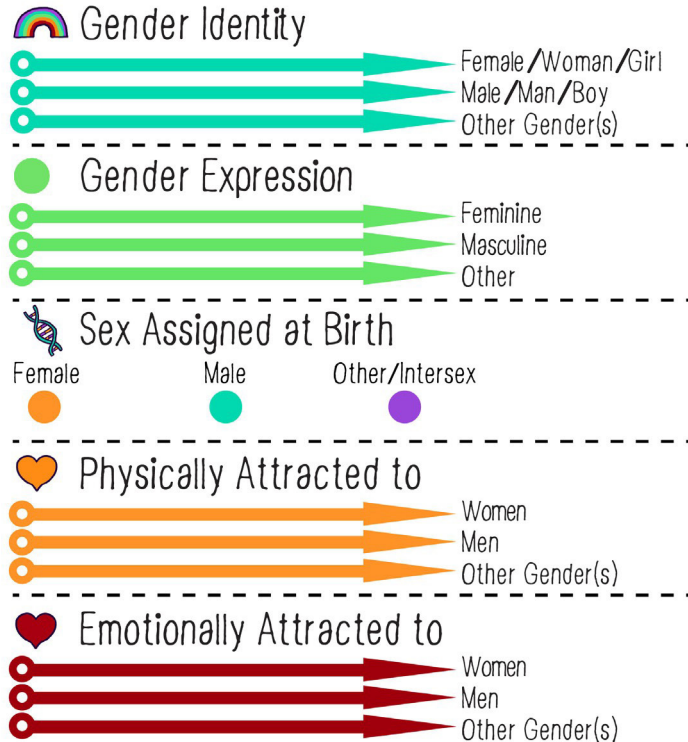 Gender Identity
Female/Woman/Girl
Male/Man/Boy
Other Gender(s)
Gender Expression
Feminine
Masculine
Other
Sex Assigned at Birth
Female Male Other/Intersex
Physically Attracted to
Women
Men
Other Gender(s)
Emotionally Attracted to
Women
Men
Other Gender(s)